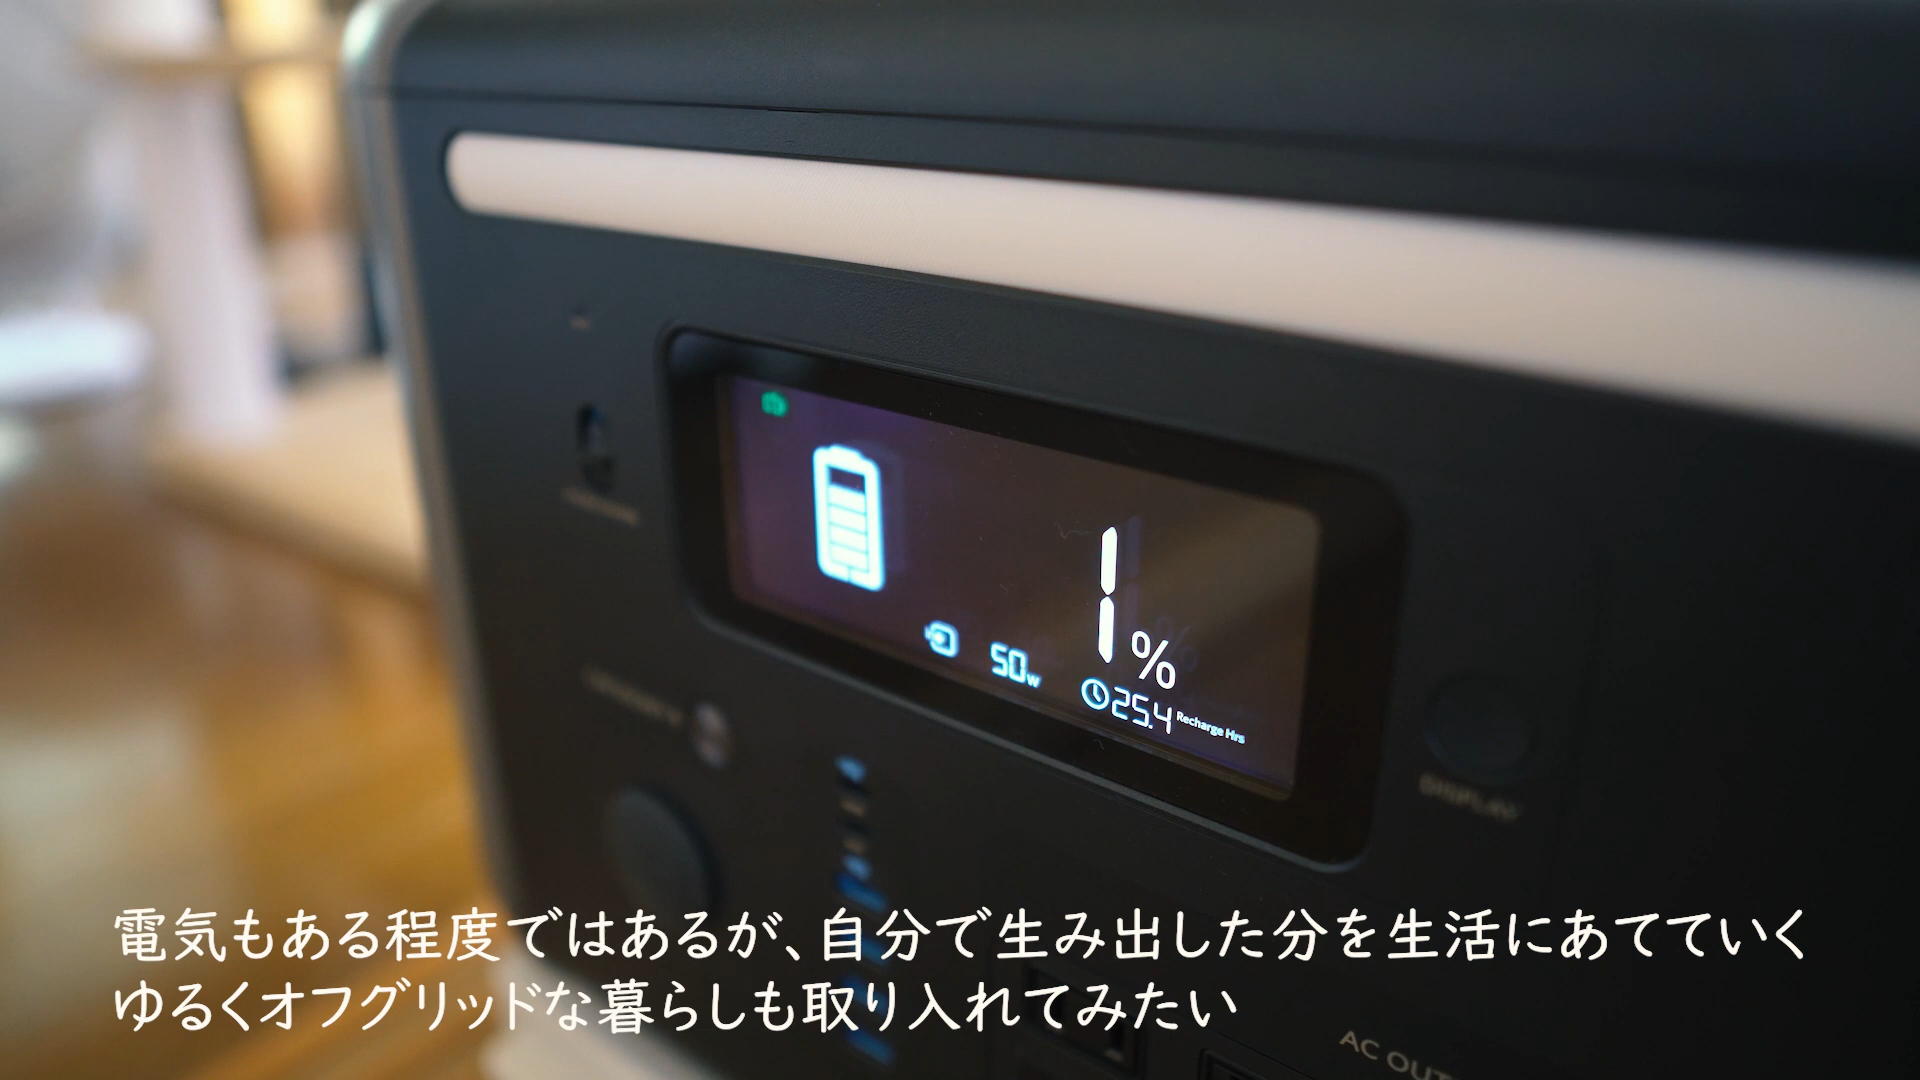 1%
50w
25.4 Recharge Hrs
DISPLAY
電気もある程度ではあるが、自分で生み出した分を生活にあてていく
ゆるくオフグリッドな暮らしも取り入れてみたい
AC OUT